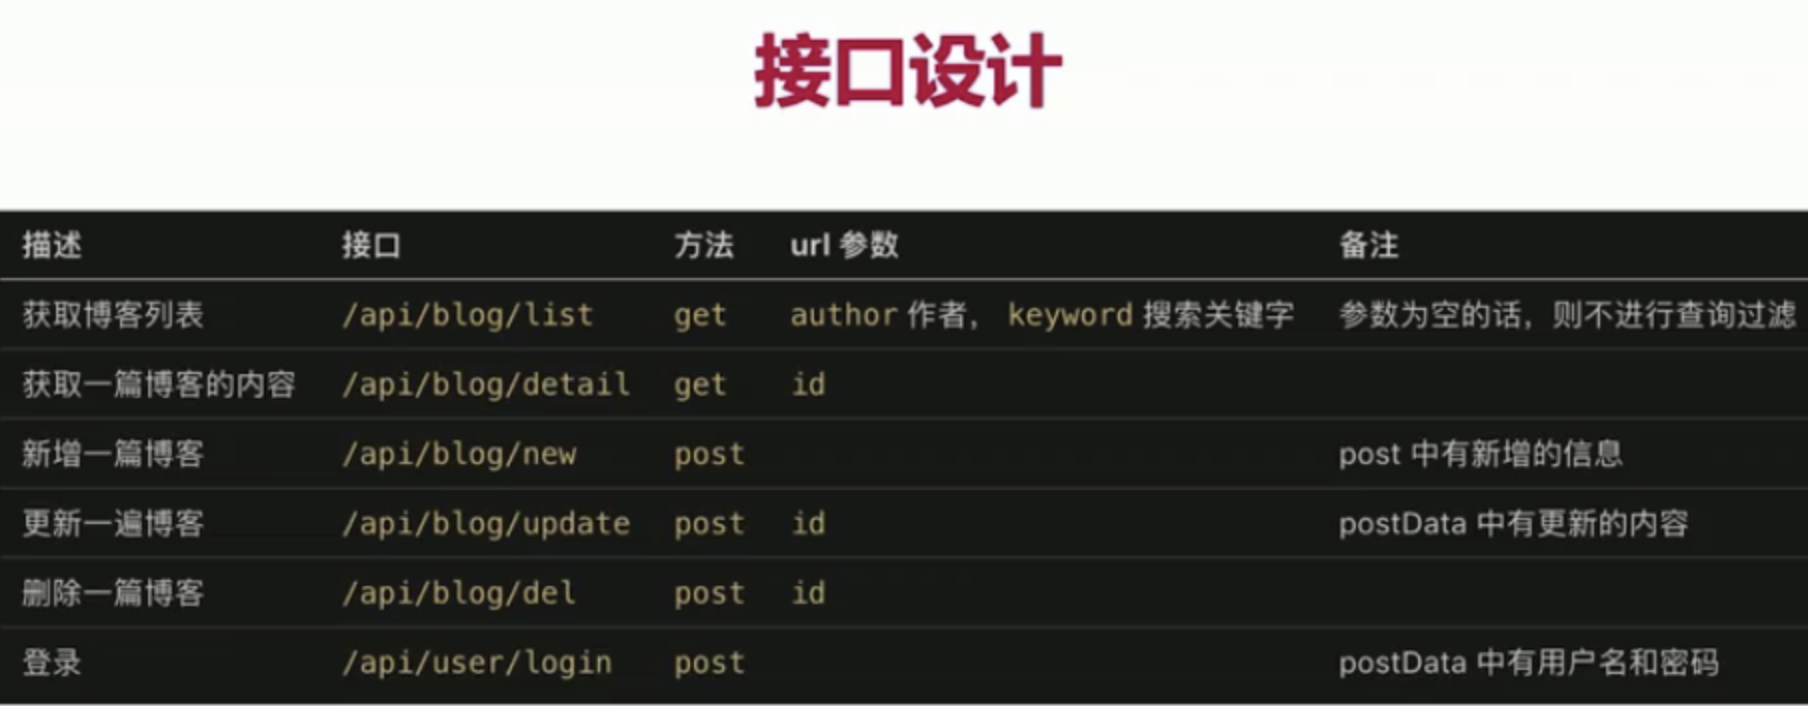 接口设计
描述 接口 方法 url 参数 备注
获取博客列表 /api/blog/list get author 作者， keyword 搜索关键字 参数为空的话，则不进行查询过滤
获取一篇博客的内容 /api/blog/detail get id
新增一篇博客 /api/blog/new post post 中有新增的信息
更新一遍博客 /api/blog/update post id postData 中有更新的内容
删除一篇博客 /api/blog/del post id
登录 /api/user/login post postData 中有用户名和密码